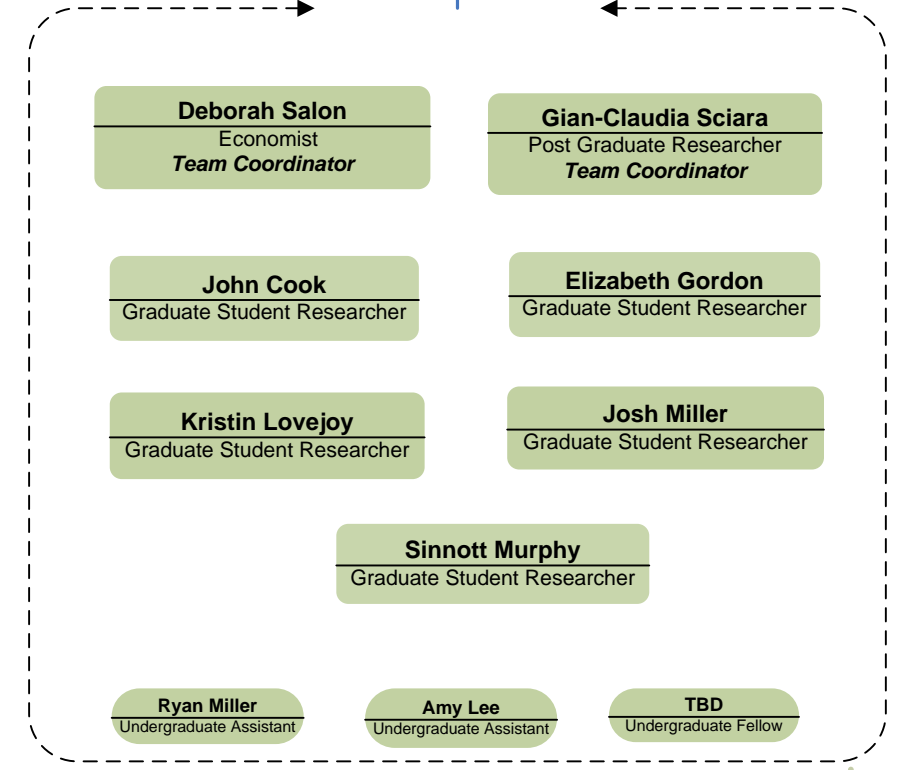 Deborah Salon
Economist
Team Coordinator
Gian-Claudia Sciara
Post Graduate Researcher
Team Coordinator
John Cook
Graduate Student Researcher
Elizabeth Gordon
Graduate Student Researcher
Kristin Lovejoy
Graduate Student Researcher
Josh Miller
Graduate Student Researcher
Sinnott Murphy
Graduate Student Researcher
Ryan Miller
Undergraduate Assistant
Amy Lee
Undergraduate Assistant
TBD
Undergraduate Fellow